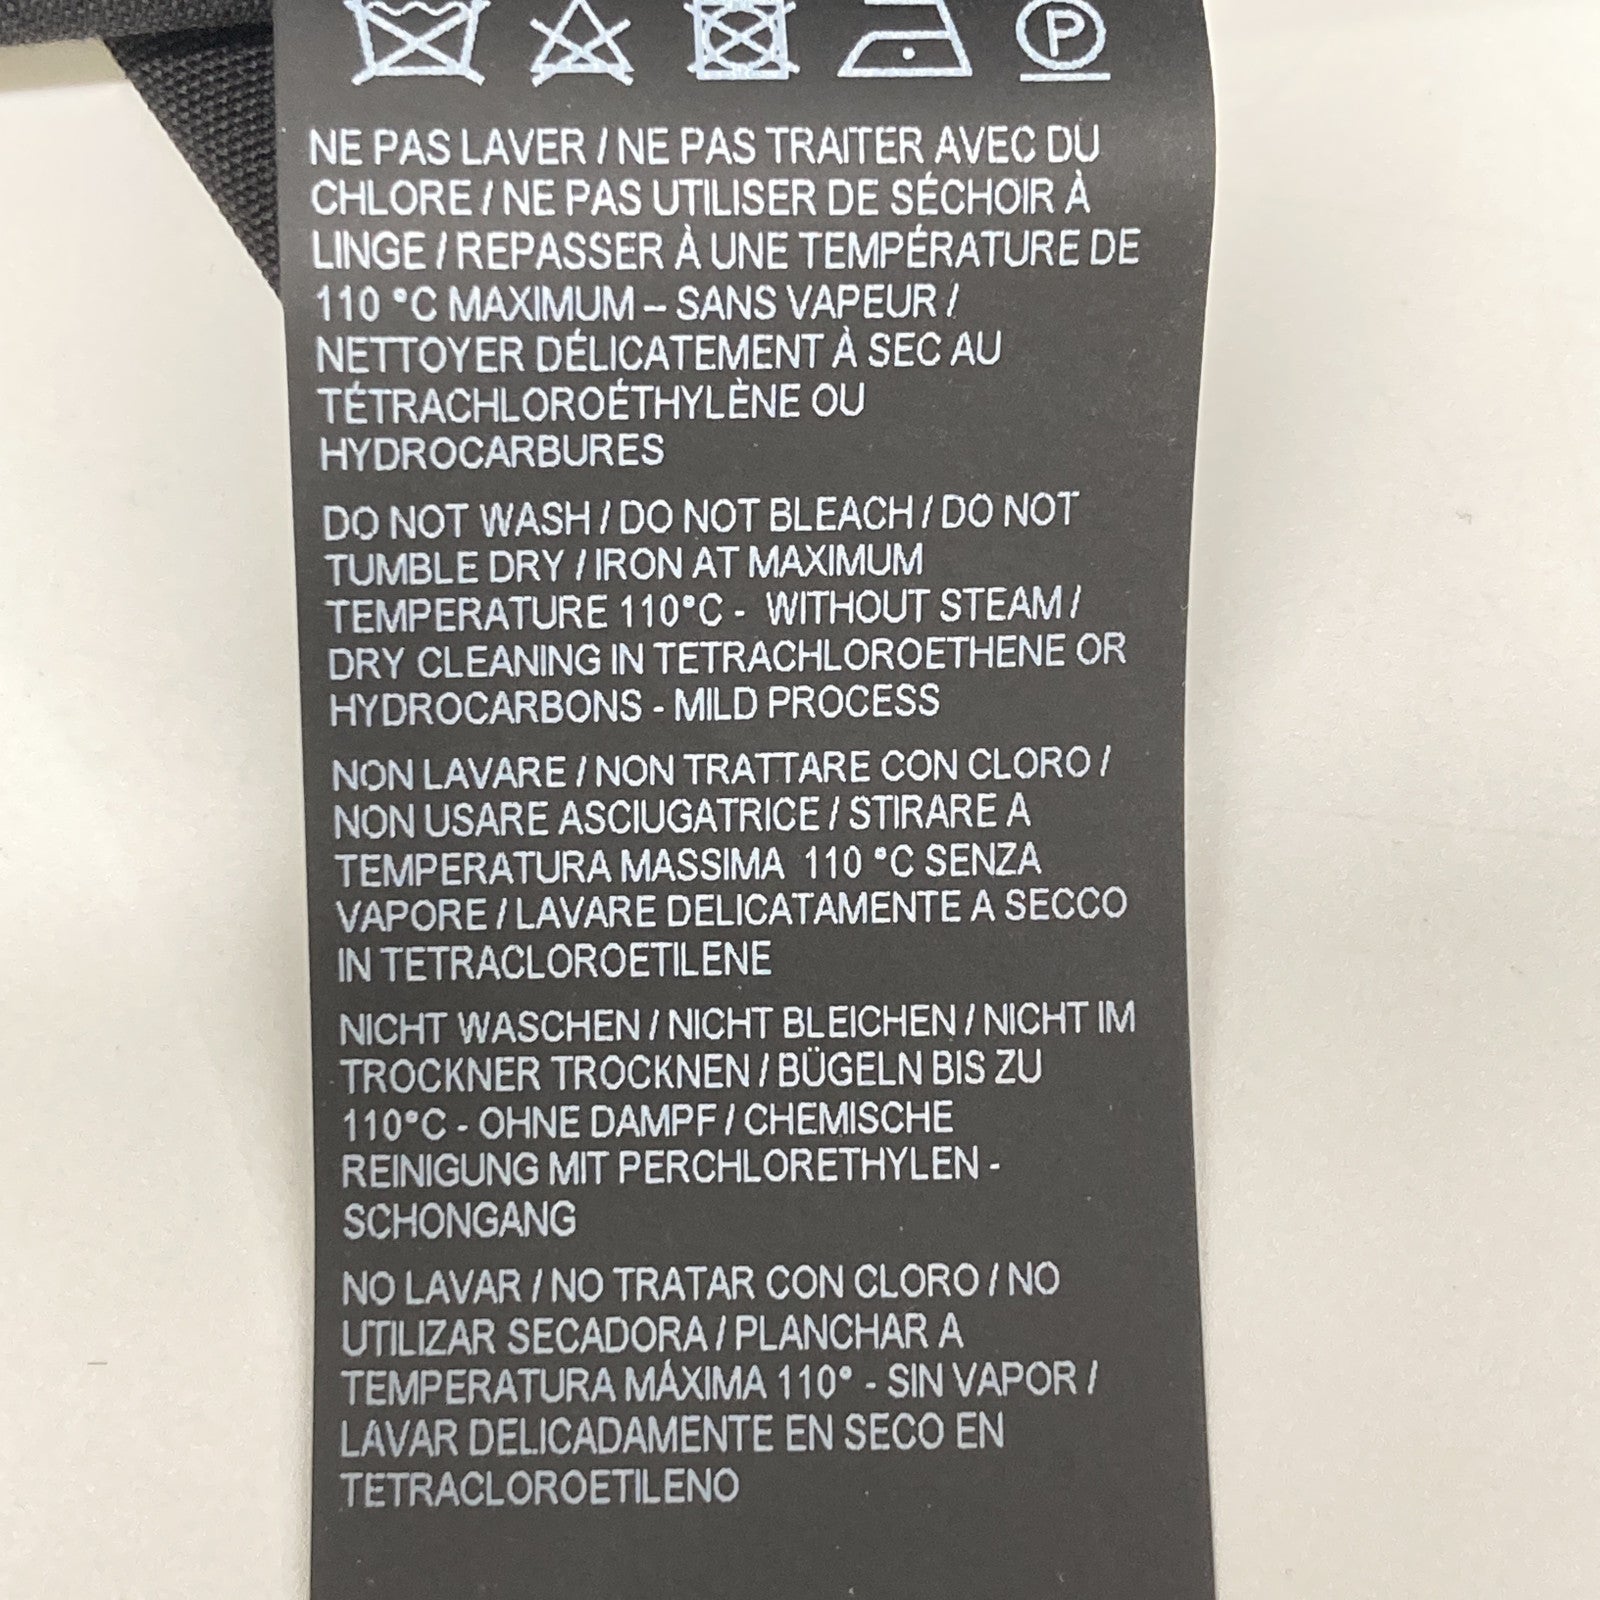 P
NE PAS LAVER / NE PAS TRAITER AVEC DU
CHLORE / NE PAS UTILISER DE SÉCHOIR À
LINGE / REPASSER À UNE TEMPÉRATURE DE
110 °C MAXIMUM – SANS VAPEUR /
NETTOYER DÉLICATEMENT À SEC AU
TÉTRACHLOROÉTHYLÈNE OU
HYDROCARBURES
DO NOT WASH / DO NOT BLEACH / DO NOT
TUMBLE DRY / IRON AT MAXIMUM
TEMPERATURE 110°C - WITHOUT STEAM /
DRY CLEANING IN TETRACHLOROETHENE OR
HYDROCARBONS - MILD PROCESS
NON LAVARE / NON TRATTARE CON CLORO /
NON USARE ASCIUGATRICE / STIRARE A
TEMPERATURA MASSIMA 110 °C SENZA
VAPORE / LAVARE DELICATAMENTE A SECCO
IN TETRACLOROETILENE
NICHT WASCHEN / NICHT BLEICHEN / NICHT IM
TROCKNER TROCKNEN / BÜGELN BIS ZU
110°C - OHNE DAMPF / CHEMISCHE
REINIGUNG MIT PERCHLORETHYLEN -
SCHONGANG
NO LAVAR / NO TRATAR CON CLORO / NO
UTILIZAR SECADORA / PLANCHAR A
TEMPERATURA MÁXIMA 110° - SIN VAPOR /
LAVAR DELICADAMENTE EN SECO EN
TETRACLOROETILENO